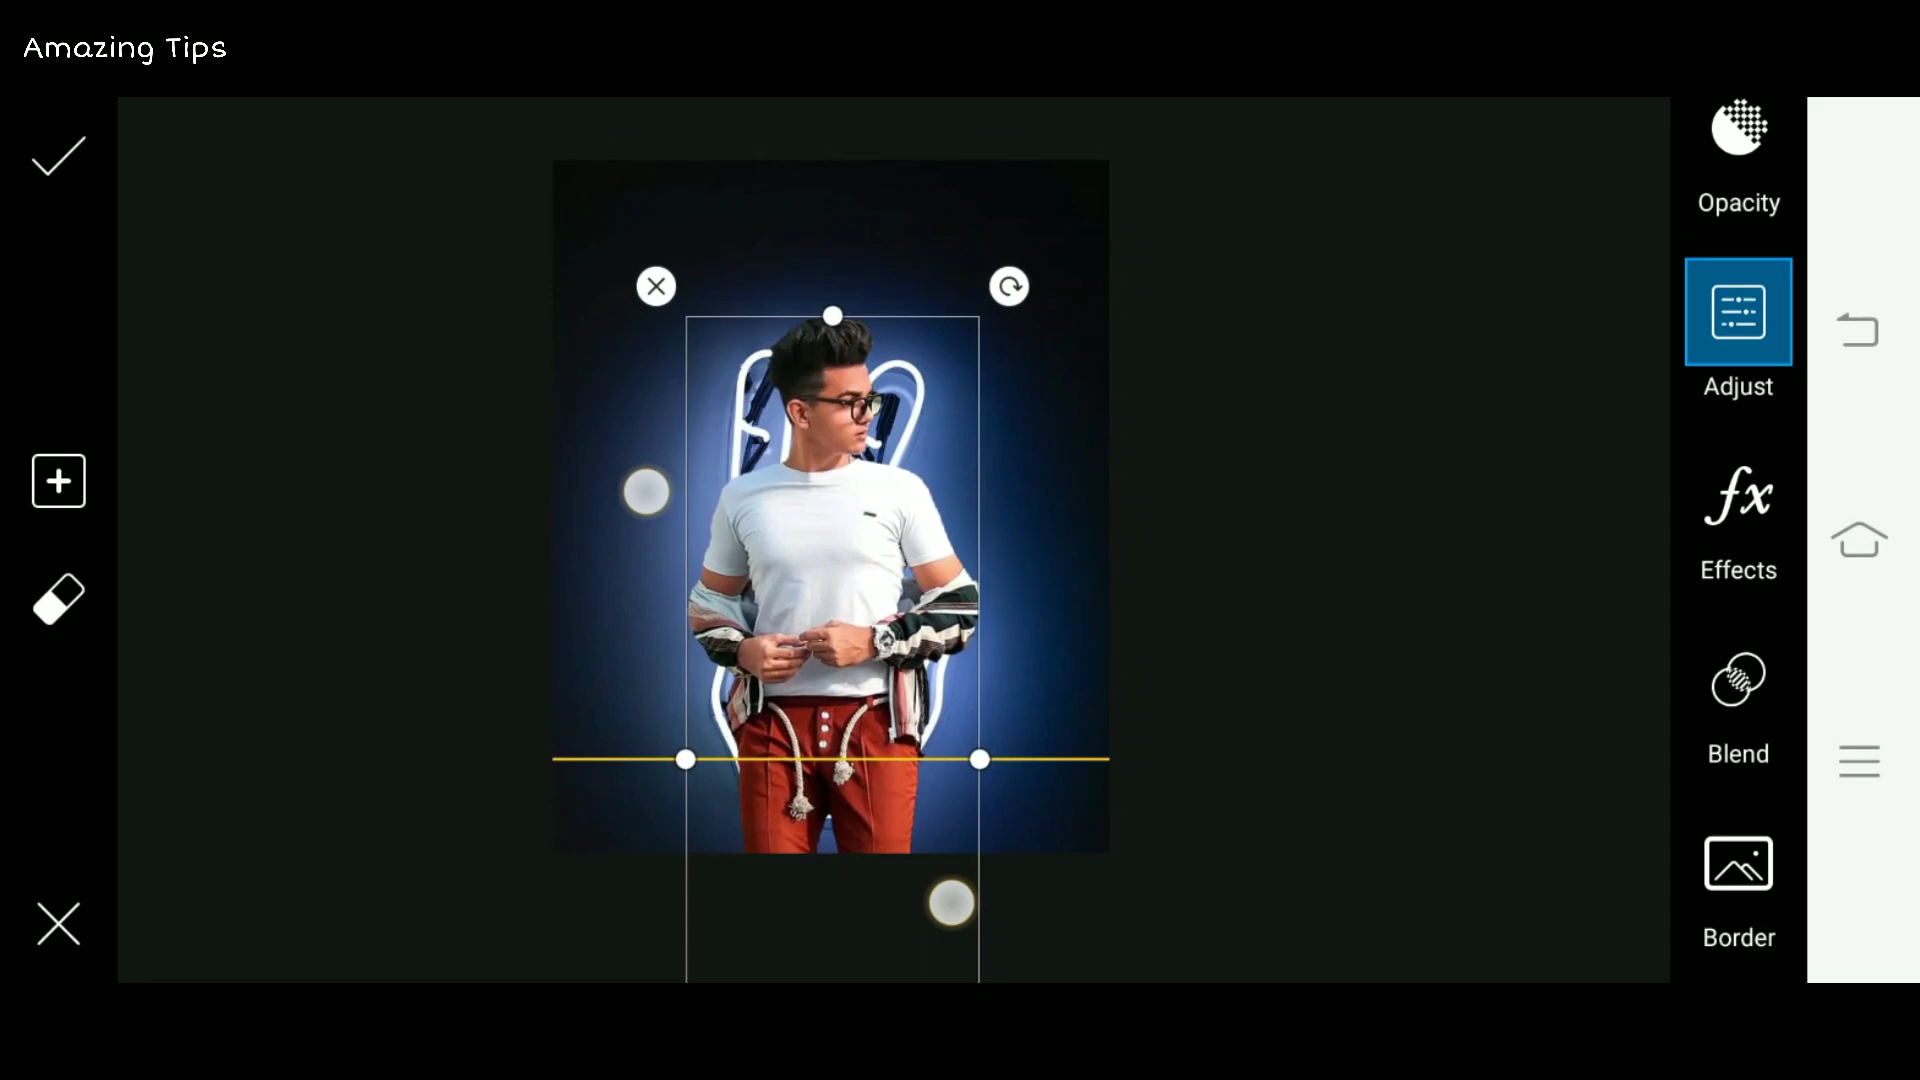 Amazing Tips
Opacity
Adjust
fx
Effects
Blend
Border